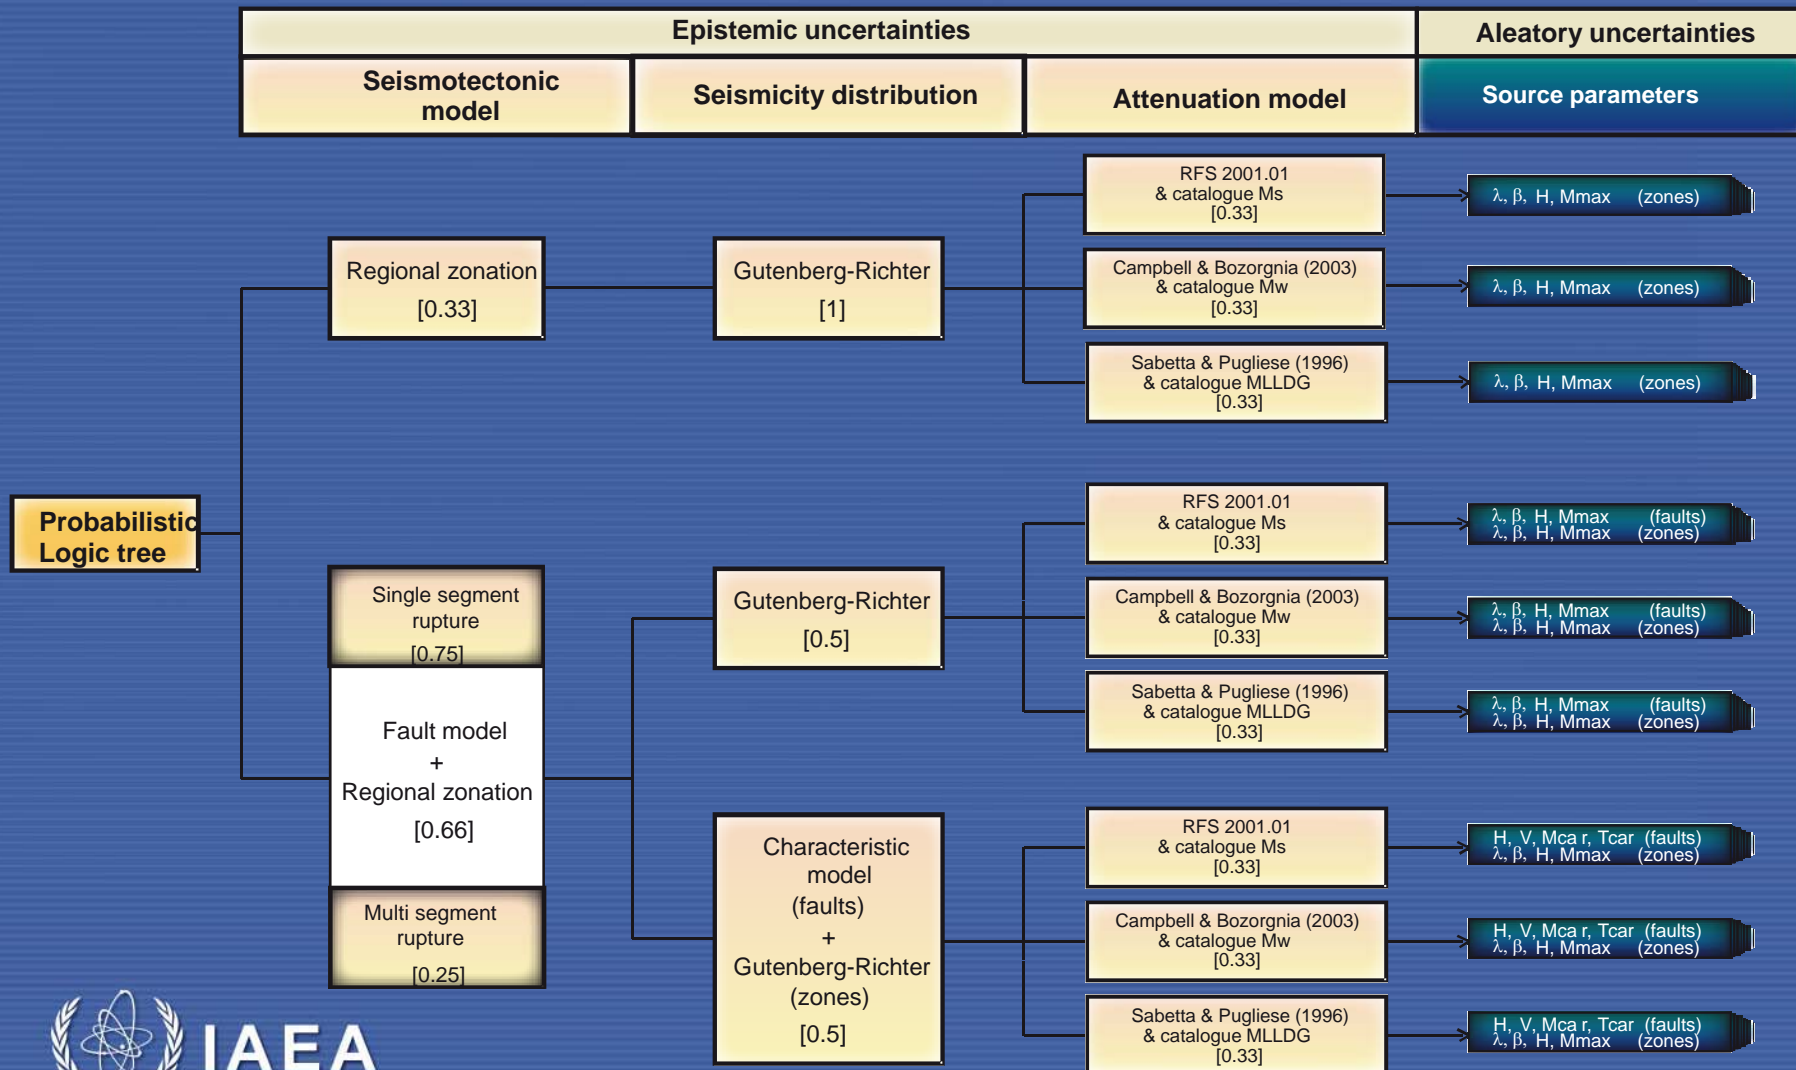 Epistemic uncertainties
Aleatory uncertainties
Seismotectonic
model
Seismicity distribution
Attenuation model
Source parameters
Probabilistic
Logic tree
Regional zonation
[0.33]
Gutenberg-Richter
[1]
RFS 2001.01
& catalogue Ms
[0.33]
λ, β, H, Mmax (zones)
Campbell & Bozorgnia (2003)
& catalogue Mw
[0.33]
λ, β, H, Mmax (zones)
Sabetta & Pugliese (1996)
& catalogue MLLDG
[0.33]
λ, β, H, Mmax (zones)
Single segment
rupture
[0.75]
Fault model
+
Regional zonation
[0.66]
Multi segment
rupture
[0.25]
Gutenberg-Richter
[0.5]
RFS 2001.01
& catalogue Ms
[0.33]
λ, β, H, Mmax (faults)
λ, β, H, Mmax (zones)
Campbell & Bozorgnia (2003)
& catalogue Mw
[0.33]
λ, β, H, Mmax (faults)
λ, β, H, Mmax (zones)
Sabetta & Pugliese (1996)
& catalogue MLLDG
[0.33]
λ, β, H, Mmax (faults)
λ, β, H, Mmax (zones)
Characteristic
model
(faults)
+
Gutenberg-Richter
(zones)
[0.5]
RFS 2001.01
& catalogue Ms
[0.33]
H, V, Mca r, Tcar (faults)
λ, β, H, Mmax (zones)
Campbell & Bozorgnia (2003)
& catalogue Mw
[0.33]
H, V, Mca r, Tcar (faults)
λ, β, H, Mmax (zones)
Sabetta & Pugliese (1996)
& catalogue MLLDG
[0.33]
H, V, Mca r, Tcar (faults)
λ, β, H, Mmax (zones)
IAEA